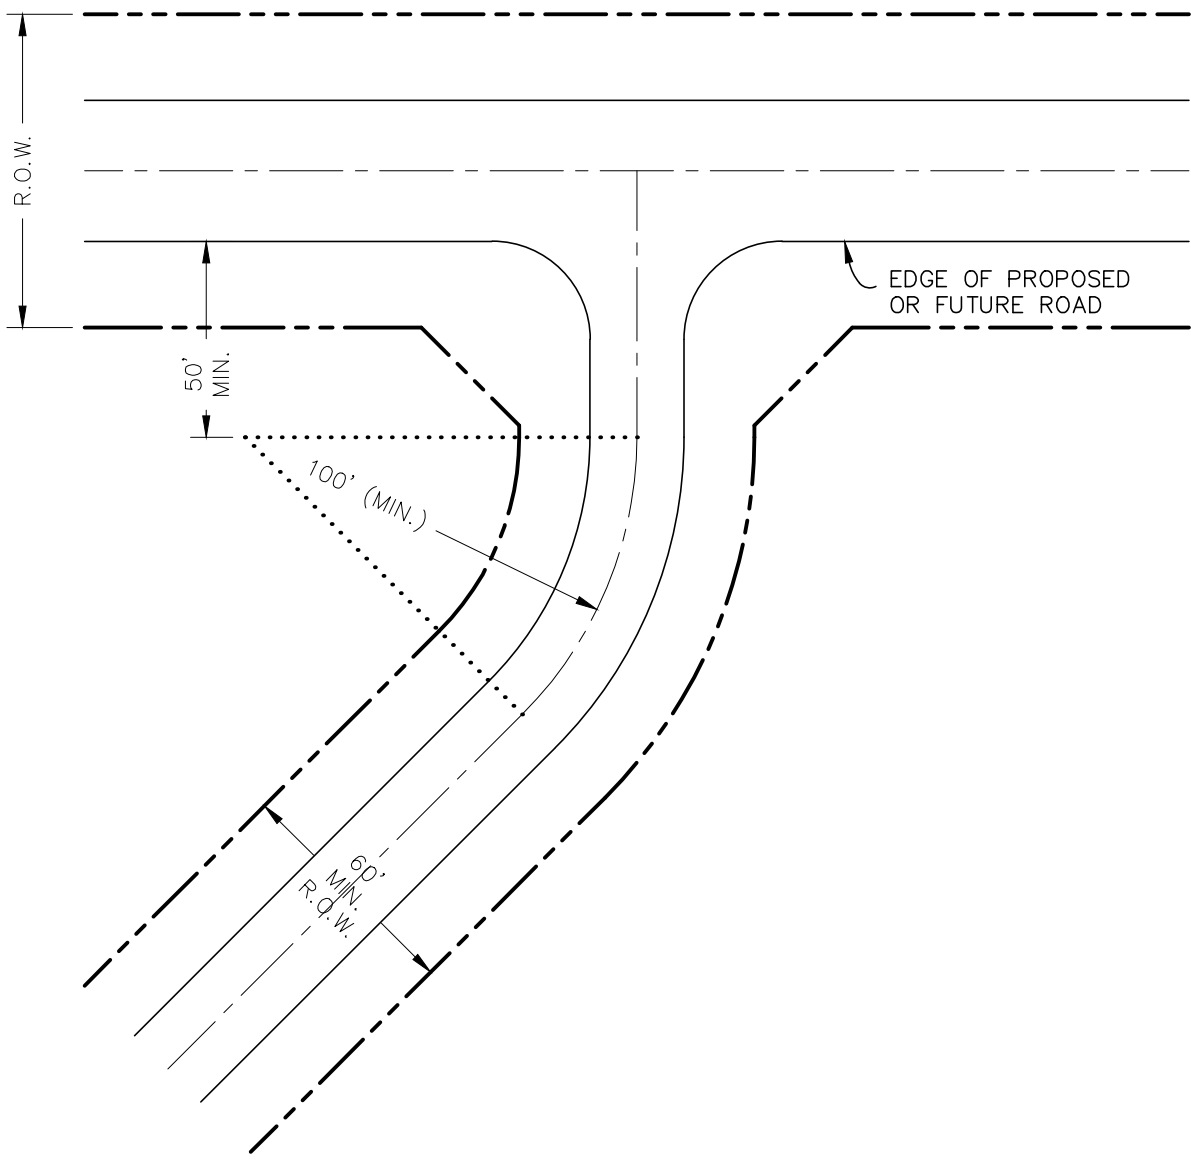 R.O.W.
EDGE OF PROPOSED
OR FUTURE ROAD
50'
MIN.
100' (MIN.)
60'
MIN.
R.O.W.